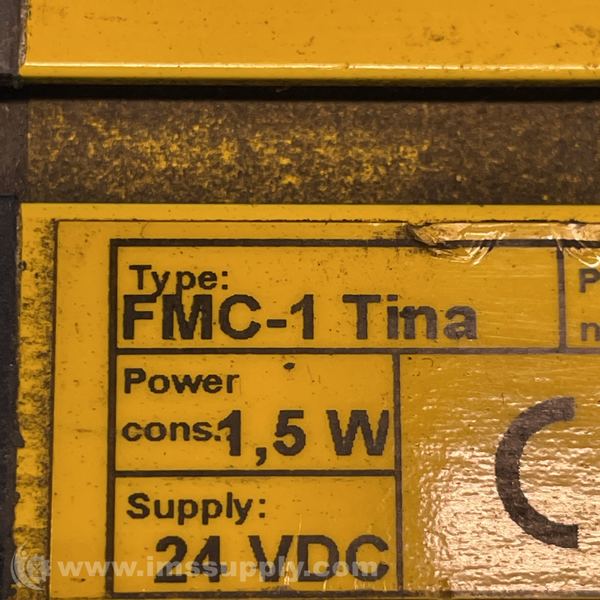 Type:
FMC-1 Tina
P
n
Power
cons.:
1,5 W
Supply:
24 VDC
www.imssupply.com